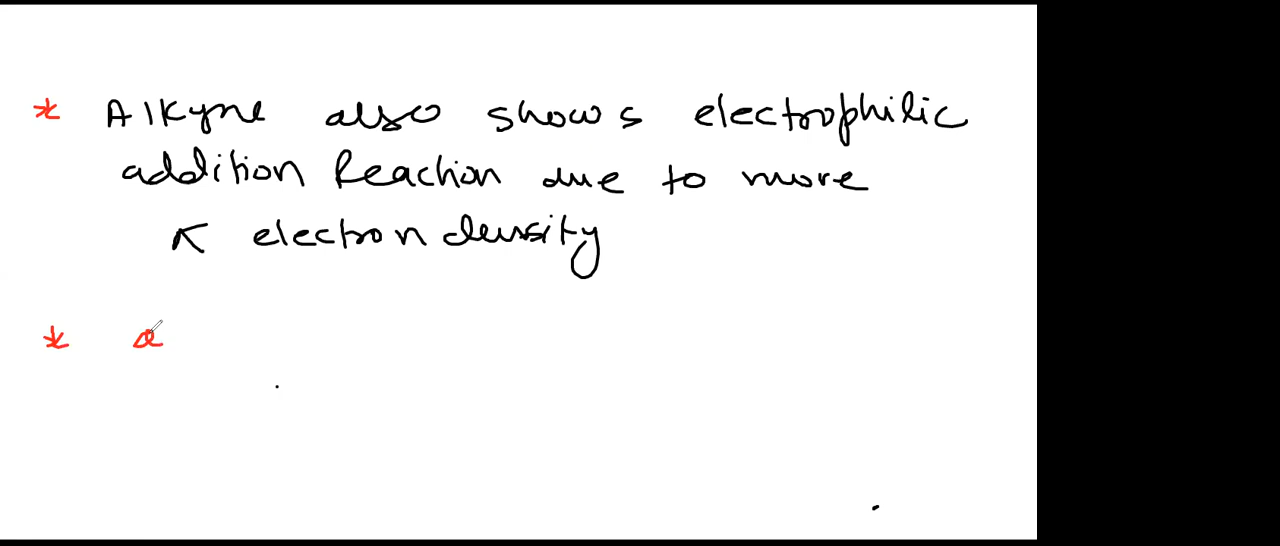 * Alkyne also shows electrophilic
addition Reaction due to more
π electron density
* a